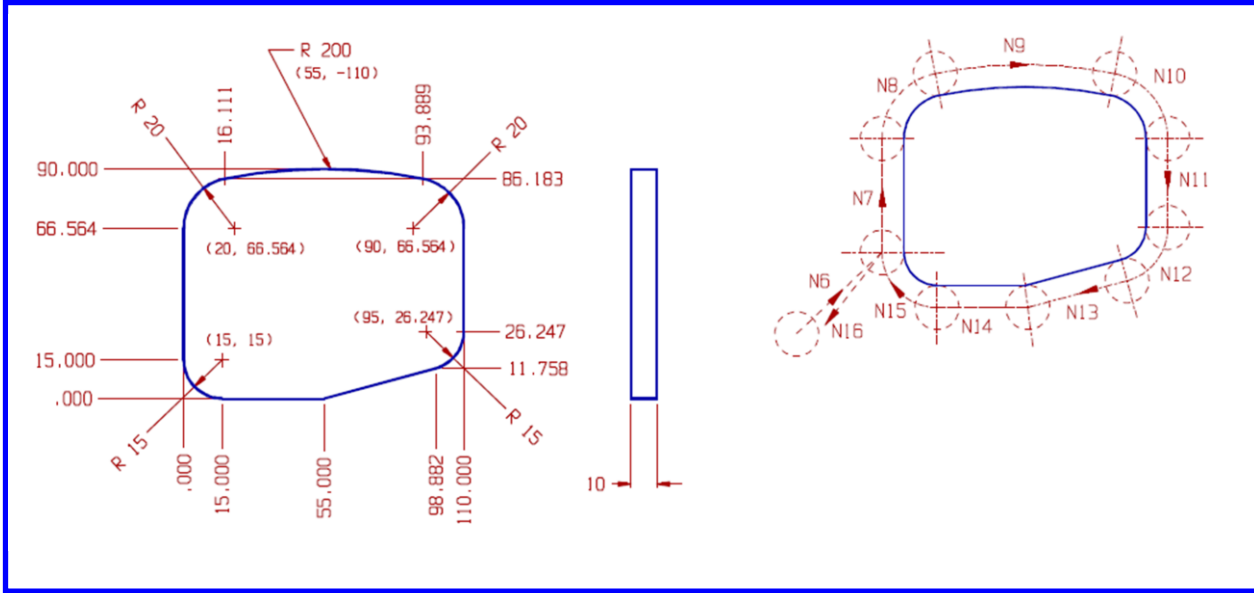 R 200
(55, -110)
R 20
16.111
93.889
R 20
90.000
86.183
66.564
(20, 66.564)
(90, 66.564)
(95, 26.247)
26.247
(15, 15)
15.000
11.758
.000
R 15
R 15
.000
15.000
55.000
98.882
110.000
10
N9
N8
N10
N7
N11
N6
N12
N16
N15
N14
N13